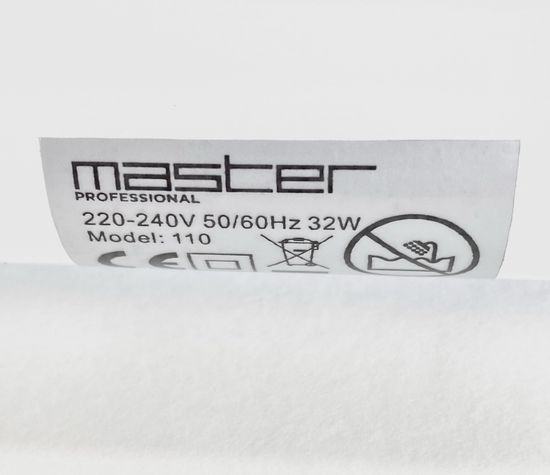 master
PROFESSIONAL
220-240V 50/60Hz 32W
Model: 110
CE